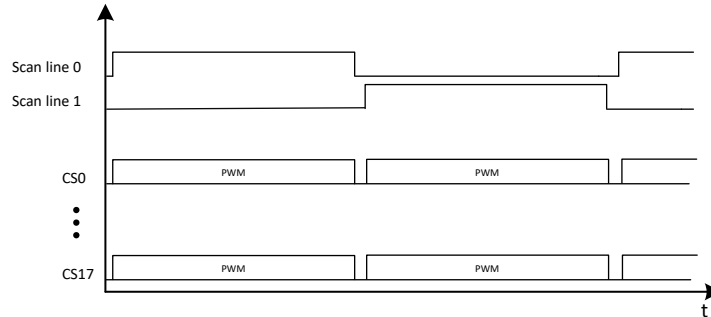 Scan line 0
Scan line 1
CS0
PWM
PWM
CS17
PWM
PWM
t